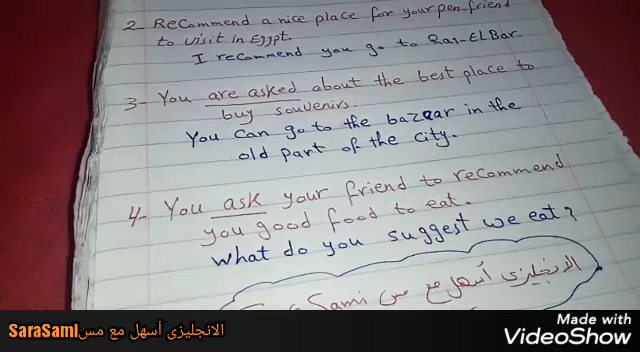 2 Recommend a nice place for your pen-friend
to visit in Egypt.
I recommend you go to Ras-ELBar.
3- You are asked about the best place to
buy souvenirs.
You can go to the bazaar in the
old part of the city.
4- You ask your friend to recommend
you good food to eat.
What do you suggest we eat?
الانجليزى أسهل مع مس
Sami
الانجليزى أسهل مع مس SaraSami
Made with
VideoShow